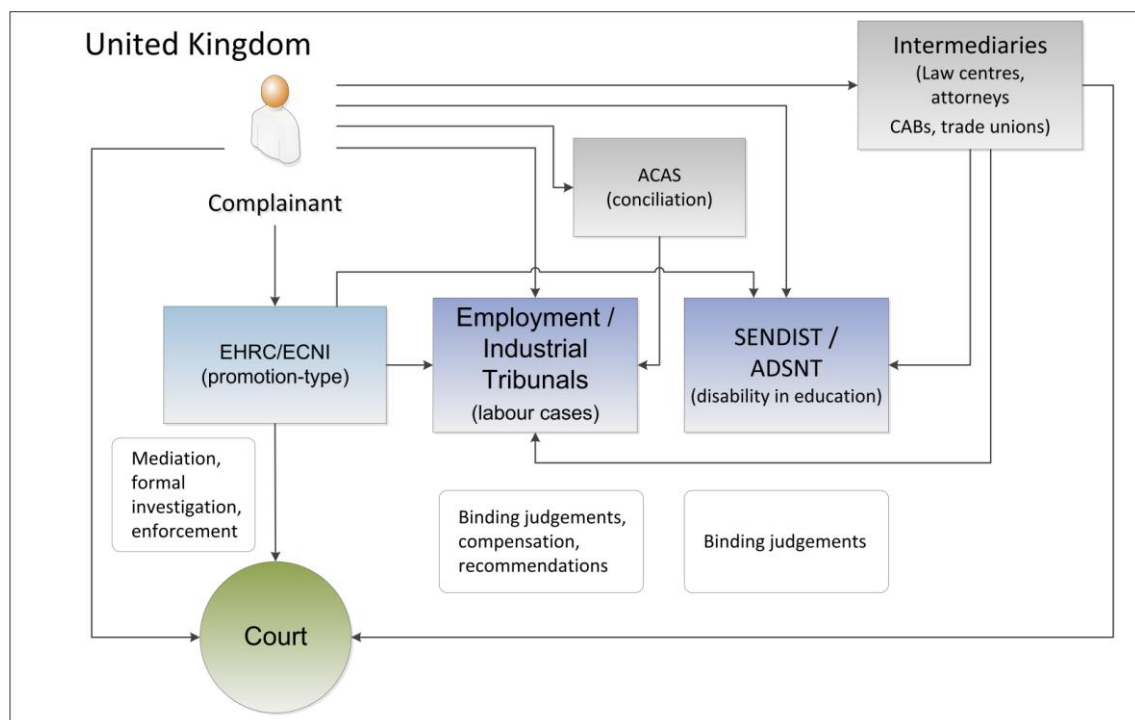 United Kingdom
Intermediaries
(Law centres,
attorneys
CABs, trade unions)
ACAS
(conciliation)
Complainant
EHRC/ECNI
(promotion-type)
Employment /
Industrial
Tribunals
(labour cases)
SENDIST /
ADSNT
(disability in education)
Mediation,
formal
investigation,
enforcement
Binding judgements,
compensation,
recommendations
Binding judgements
Court